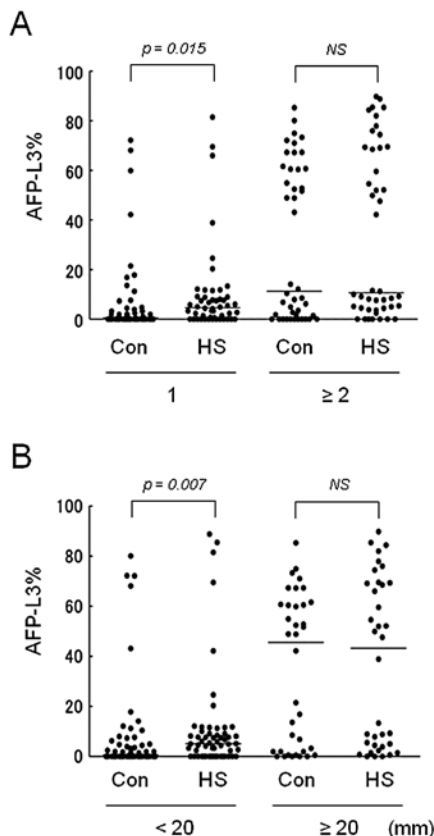 A
p = 0.015
NS
AFP-L3%
100
80
60
40
20
0
Con HS Con HS
1 ≥ 2
B
p = 0.007
NS
AFP-L3%
100
80
60
40
20
0
Con HS Con HS
< 20 ≥ 20 (mm)